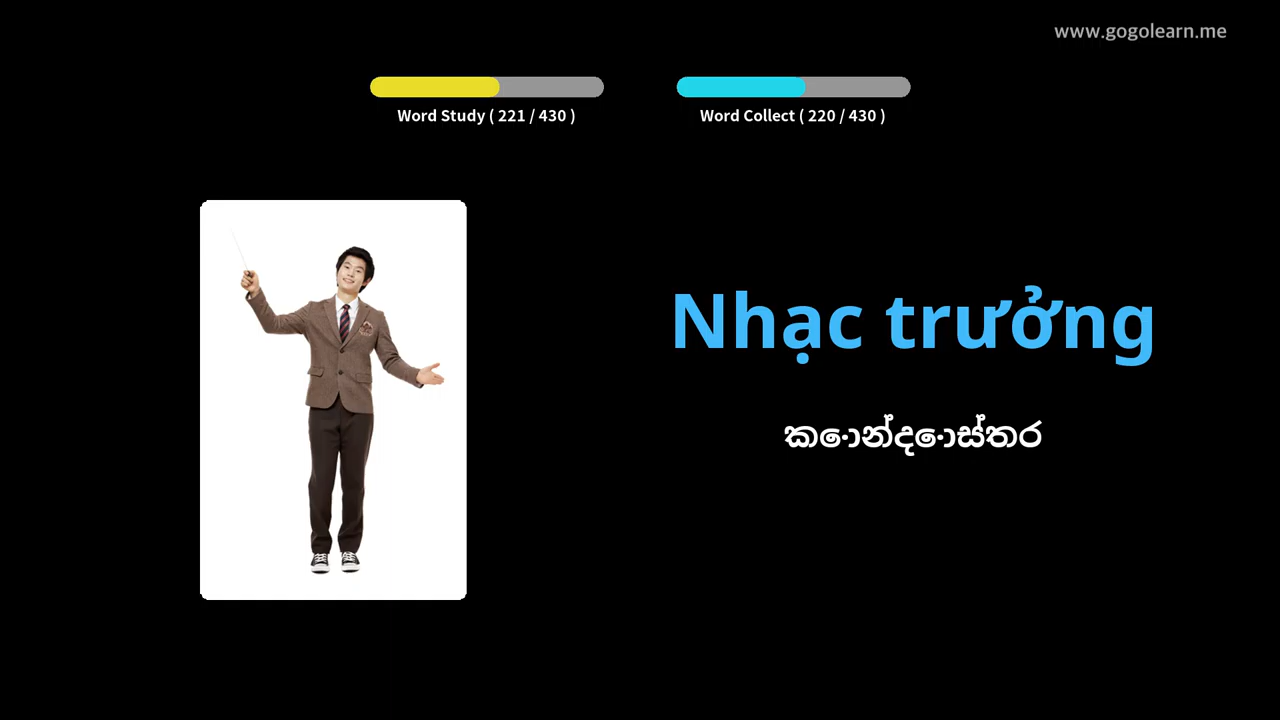 www.gogolearn.me
Word Study ( 221 / 430 )
Word Collect ( 220 / 430 )
Nhạc trưởng
කොන්දොස්තර